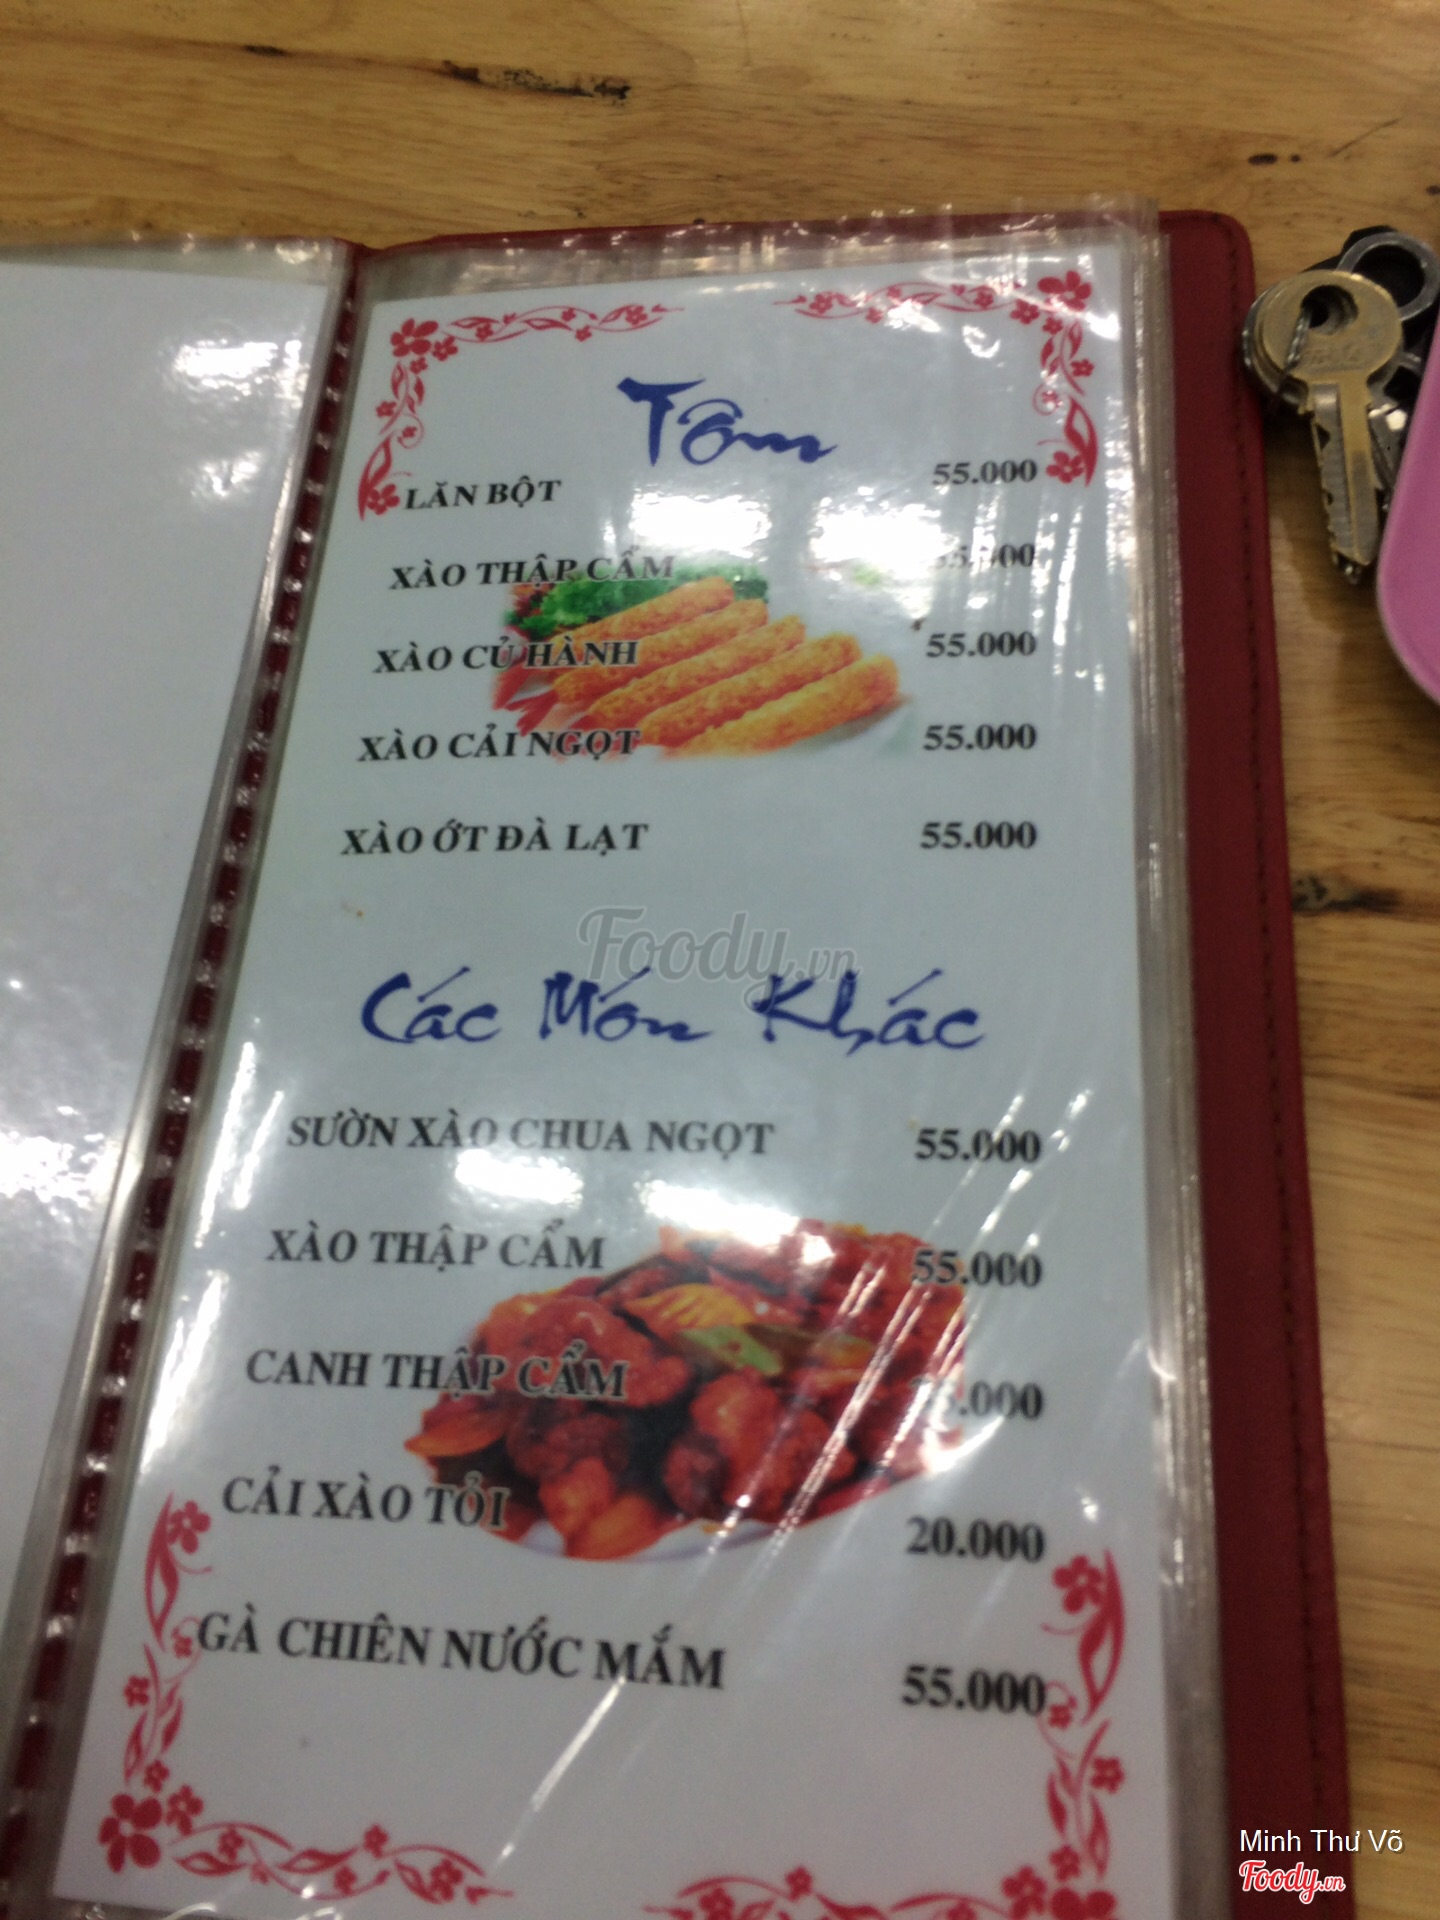 Tôm
LĂN BỘT 55.000
XÀO THẬP CẨM
XÀO CỦ HÀNH 55.000
XÀO CẢI NGỌT 55.000
XÀO ỚT ĐÀ LẠT 55.000
Foody.vn
Các Món Khác
SƯỜN XÀO CHUA NGỌT 55.000
XÀO THẬP CẨM 55.000
CANH THẬP CẨM
CẢI XÀO TỎI 20.000
GÀ CHIÊN NƯỚC MẮM 55.000
Minh Thư Võ
Foody.vn